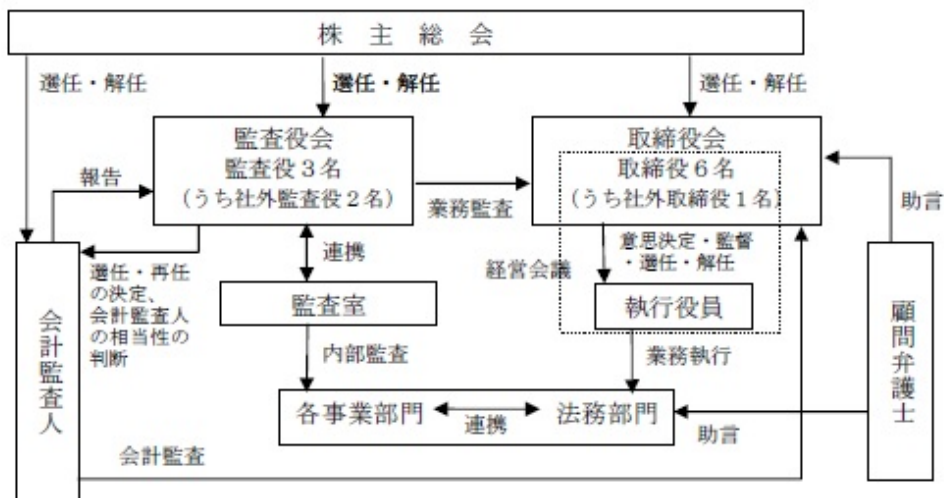 株主総会
選任・解任
選任・解任
選任・解任
監査役会
監査役3名
(うち社外監査役2名)
取締役会
取締役6名
(うち社外取締役1名)
報告
業務監査
助言
選任・再任
の決定、
会計監査人
の相当性の
判断
連携
経営会議
意思決定・監督
・選任・解任
監査室
執行役員
会計監査人
顧問弁護士
内部監査
業務執行
各事業部門
連携
法務部門
助言
会計監査